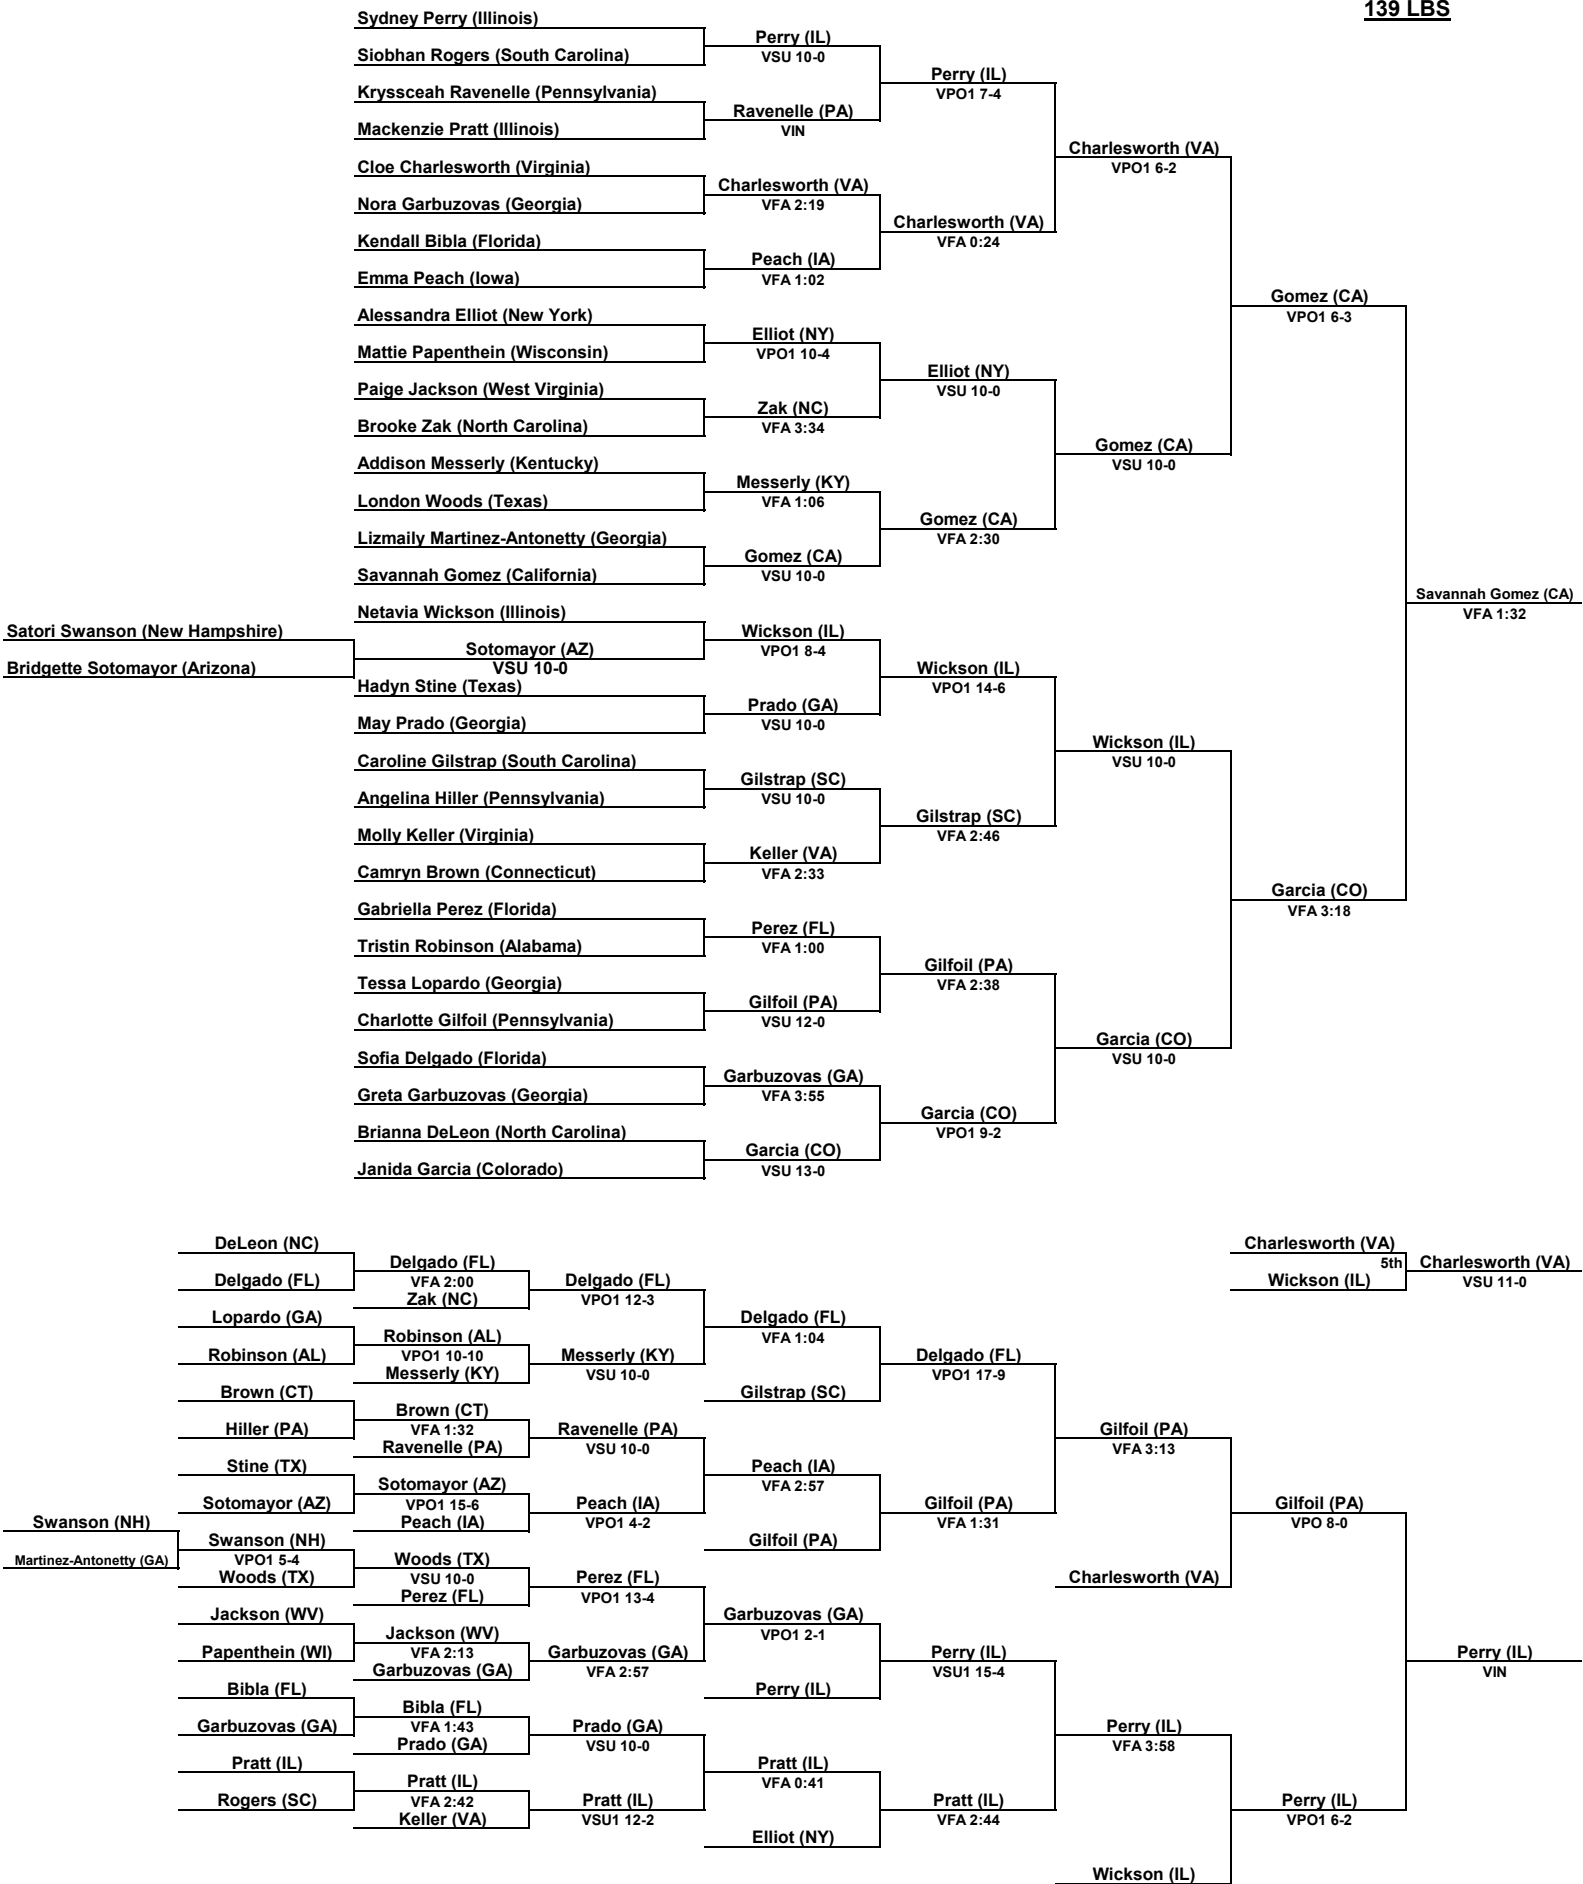 139 LBS
Sydney Perry (Illinois)
Perry (IL)
Siobhan Rogers (South Carolina)
VSU 10-0
Perry (IL)
Kryssceah Ravenelle (Pennsylvania)
VPO1 7-4
Ravenelle (PA)
Mackenzie Pratt (Illinois)
VIN
Charlesworth (VA)
Cloe Charlesworth (Virginia)
VPO1 6-2
Charlesworth (VA)
Nora Garbuzovas (Georgia)
VFA 2:19
Charlesworth (VA)
Kendall Bibla (Florida)
VFA 0:24
Peach (IA)
Emma Peach (Iowa)
VFA 1:02
Gomez (CA)
Alessandra Elliot (New York)
VPO1 6-3
Elliot (NY)
Mattie Papenthein (Wisconsin)
VPO1 10-4
Elliot (NY)
Paige Jackson (West Virginia)
VSU 10-0
Zak (NC)
Brooke Zak (North Carolina)
VFA 3:34
Gomez (CA)
Addison Messerly (Kentucky)
VSU 10-0
Messerly (KY)
London Woods (Texas)
VFA 1:06
Gomez (CA)
Lizmaily Martinez-Antonetty (Georgia)
VFA 2:30
Gomez (CA)
Savannah Gomez (California)
VSU 10-0
Savannah Gomez (CA)
Netavia Wickson (Illinois)
VFA 1:32
Satori Swanson (New Hampshire)
Wickson (IL)
Sotomayor (AZ)
VPO1 8-4
Bridgette Sotomayor (Arizona)
VSU 10-0
Wickson (IL)
Hadyn Stine (Texas)
VPO1 14-6
Prado (GA)
May Prado (Georgia)
VSU 10-0
Wickson (IL)
Caroline Gilstrap (South Carolina)
VSU 10-0
Gilstrap (SC)
Angelina Hiller (Pennsylvania)
VSU 10-0
Gilstrap (SC)
Molly Keller (Virginia)
VFA 2:46
Keller (VA)
Camryn Brown (Connecticut)
VFA 2:33
Garcia (CO)
Gabriella Perez (Florida)
VFA 3:18
Perez (FL)
Tristin Robinson (Alabama)
VFA 1:00
Gilfoil (PA)
Tessa Lopardo (Georgia)
VFA 2:38
Gilfoil (PA)
Charlotte Gilfoil (Pennsylvania)
VSU 12-0
Garcia (CO)
Sofia Delgado (Florida)
VSU 10-0
Garbuzovas (GA)
Greta Garbuzovas (Georgia)
VFA 3:55
Garcia (CO)
Brianna DeLeon (North Carolina)
VPO1 9-2
Garcia (CO)
Janida Garcia (Colorado)
VSU 13-0
DeLeon (NC)
Charlesworth (VA)
Delgado (FL)
5th
Charlesworth (VA)
Delgado (FL)
VFA 2:00
Delgado (FL)
Wickson (IL)
VSU 11-0
Zak (NC)
VPO1 12-3
Lopardo (GA)
Delgado (FL)
Robinson (AL)
VFA 1:04
Robinson (AL)
VPO1 10-10
Messerly (KY)
Delgado (FL)
Messerly (KY)
VSU 10-0
VPO1 17-9
Brown (CT)
Gilstrap (SC)
Brown (CT)
Hiller (PA)
VFA 1:32
Ravenelle (PA)
Gilfoil (PA)
Ravenelle (PA)
VSU 10-0
VFA 3:13
Stine (TX)
Peach (IA)
Sotomayor (AZ)
VFA 2:57
Sotomayor (AZ)
VPO1 15-6
Peach (IA)
Gilfoil (PA)
Gilfoil (PA)
Swanson (NH)
Peach (IA)
VPO1 4-2
VFA 1:31
VPO 8-0
Swanson (NH)
Gilfoil (PA)
Martinez-Antonetty (GA)
VPO1 5-4
Woods (TX)
Woods (TX)
VSU 10-0
Perez (FL)
Charlesworth (VA)
Perez (FL)
VPO1 13-4
Jackson (WV)
Garbuzovas (GA)
Jackson (WV)
VPO1 2-1
Papenthein (WI)
VFA 2:13
Garbuzovas (GA)
Perry (IL)
Perry (IL)
Garbuzovas (GA)
VFA 2:57
VSU1 15-4
VIN
Bibla (FL)
Perry (IL)
Bibla (FL)
Garbuzovas (GA)
VFA 1:43
Prado (GA)
Perry (IL)
Prado (GA)
VSU 10-0
VFA 3:58
Pratt (IL)
Pratt (IL)
Pratt (IL)
VFA 0:41
Rogers (SC)
VFA 2:42
Pratt (IL)
Pratt (IL)
Perry (IL)
Keller (VA)
VSU1 12-2
VFA 2:44
VPO1 6-2
Elliot (NY)
Wickson (IL)